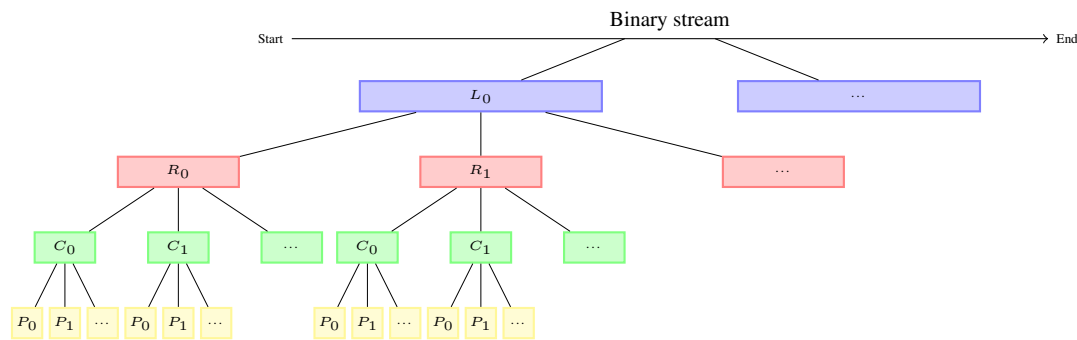 Binary stream
Start End
L₀ ...
R₀ R₁ ...
C₀ C₁ ... C₀ C₁ ...
P₀ P₁ ... P₀ P₁ ... P₀ P₁ ... P₀ P₁ ...